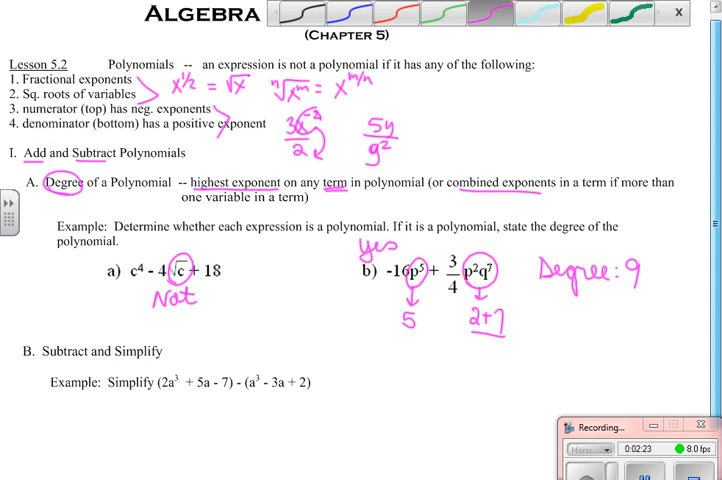 ALGEBRA
(CHAPTER 5)
X
Lesson 5.2 Polynomials -- an expression is not a polynomial if it has any of the following:
1. Fractional exponents
2. Sq. roots of variables
x^1/2 = √x ⁿ√x^m = x^m/n
3. numerator (top) has neg. exponents
4. denominator (bottom) has a positive exponent
3x^-2/2 5y/g^2
I. Add and Subtract Polynomials
A. Degree of a Polynomial -- highest exponent on any term in polynomial (or combined exponents in a term if more than
one variable in a term)
Example: Determine whether each expression is a polynomial. If it is a polynomial, state the degree of the
polynomial.
yes
a) c⁴ - 4√c + 18 b) -16p⁵ + 3/4 p²q⁷ Degree: 9
Not
5 2+7
B. Subtract and Simplify
Example: Simplify (2a³ + 5a - 7) - (a³ - 3a + 2)
Recording...
Menu 0:02:23 8.0 fps